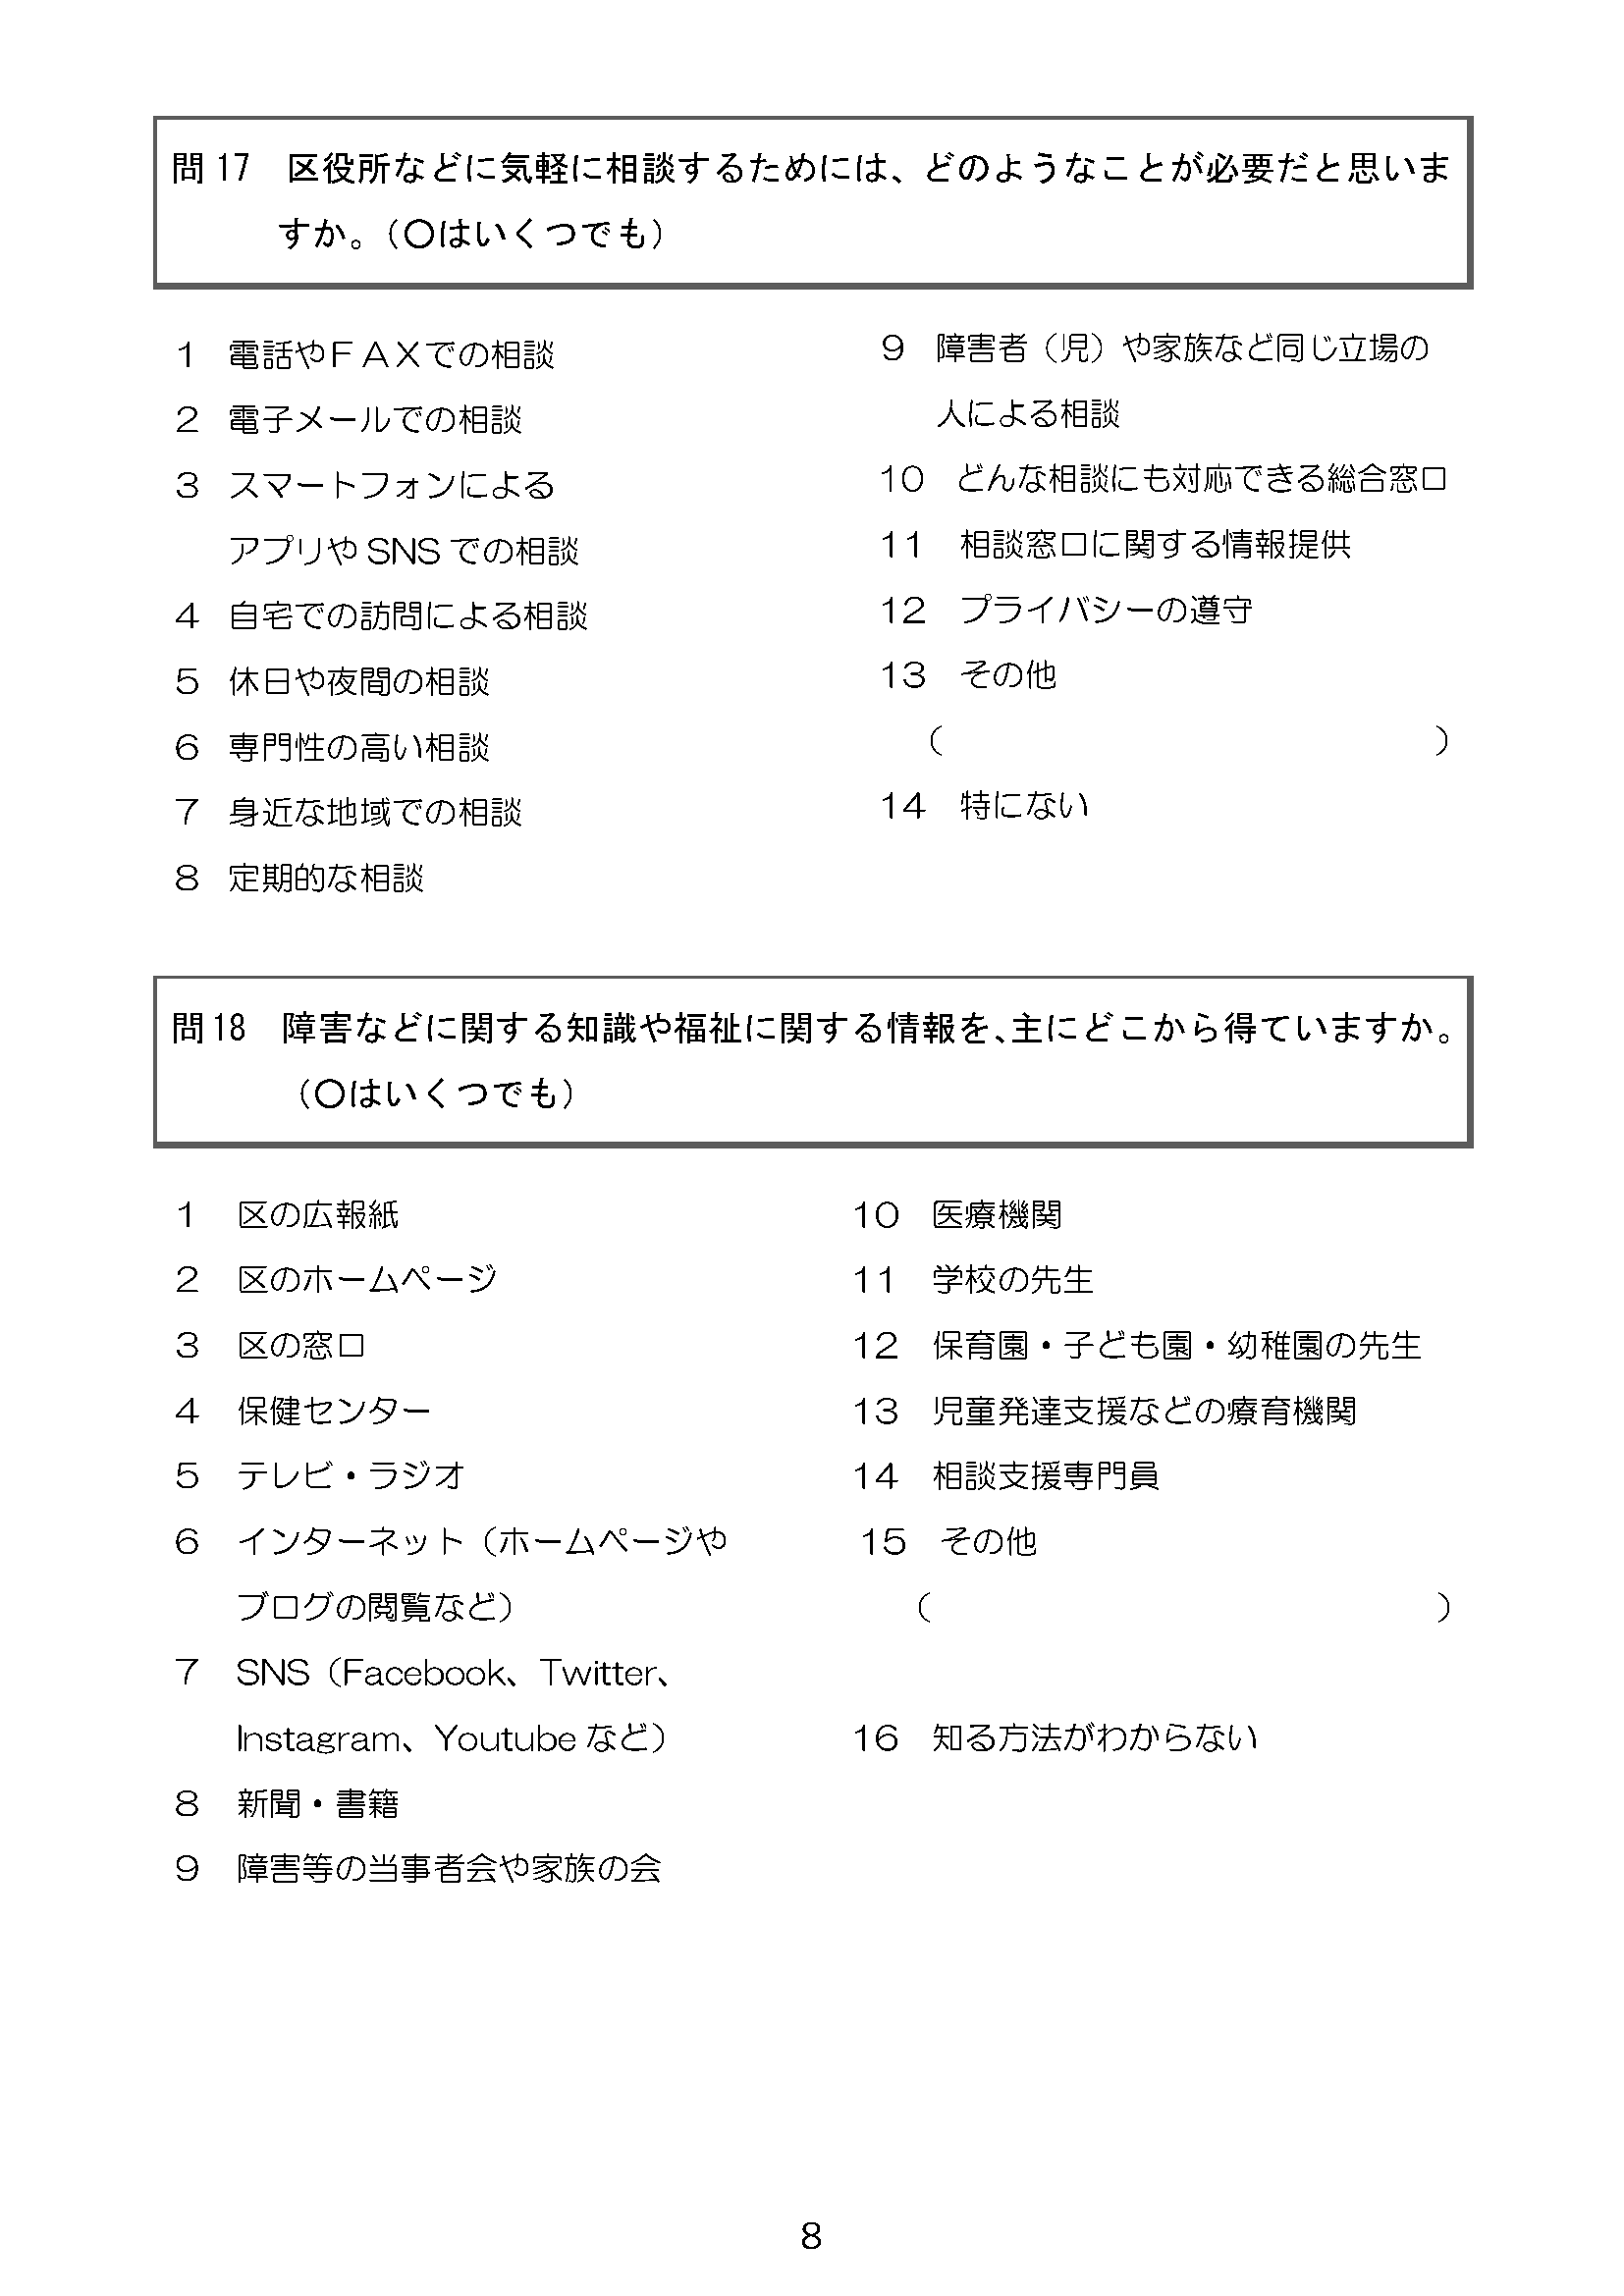 問17　区役所などに気軽に相談するためには、どのようなことが必要だと思いま
すか。（〇はいくつでも）
1　電話やＦＡＸでの相談
2　電子メールでの相談
3　スマートフォンによる
アプリや SNS での相談
4　自宅での訪問による相談
5　休日や夜間の相談
6　専門性の高い相談
7　身近な地域での相談
8　定期的な相談
9　障害者（児）や家族など同じ立場の
人による相談
10　どんな相談にも対応できる総合窓口
11　相談窓口に関する情報提供
12　プライバシーの遵守
13　その他
（　　　　　　　　　　　　　　　）
14　特にない
問18　障害などに関する知識や福祉に関する情報を、主にどこから得ていますか。
（〇はいくつでも）
1　区の広報紙
2　区のホームページ
3　区の窓口
4　保健センター
5　テレビ・ラジオ
6　インターネット（ホームページや
ブログの閲覧など）
7　SNS（Facebook、Twitter、
Instagram、Youtube など）
8　新聞・書籍
9　障害等の当事者会や家族の会
10　医療機関
11　学校の先生
12　保育園・子ども園・幼稚園の先生
13　児童発達支援などの療育機関
14　相談支援専門員
15　その他
（　　　　　　　　　　　　　　　）
16　知る方法がわからない
8